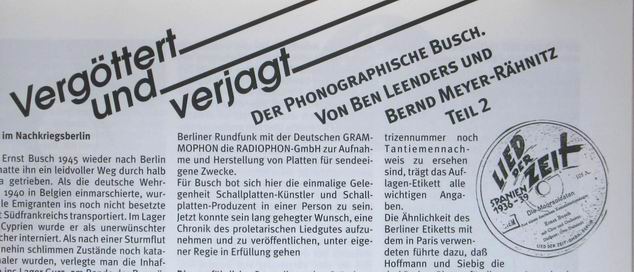 Vergöttert
und verjagt
Der Phonographische Busch.
Von Ben Leenders und
Bernd Meyer-Rähnitz
Teil 2
im Nachkriegsberlin
Ernst Busch 1945 wieder nach Berlin
hatte ihn ein leidvoller Weg durch halb
a getrieben. Als die deutsche Wehr-
1940 in Belgien einmarschierte, wur-
le Emigranten ins noch nicht besetzte
t Südfrankreichs transportiert. Im Lager
Cyprien wurde er als unerwünschter
cher interniert. Als nach einer Sturmflut
nehin schlimmen Zustände noch kata-
aler wurden, verlegte man die Inhaf-
Berliner Rundfunk mit der Deutschen GRAM-
MOPHON die RADIOPHON-GmbH zur Aufnah-
me und Herstellung von Platten für sendeei-
gene Zwecke.
Für Busch bot sich hier die einmalige Gele-
genheit Schallplatten-Künstler und Schall-
platten-Produzent in einer Person zu sein.
Jetzt konnte sein lang gehegter Wunsch, eine
Chronik des proletarischen Liedgutes aufzu-
nehmen und zu veröffentlichen, unter eige-
ner Regie in Erfüllung gehen
trizennummer noch
Tantiemennach-
weis zu ersehen
sind, trägt das Auf-
lagen-Etikett alle
wichtigen Anga-
ben.
Die Ähnlichkeit des
Berliner Etiketts mit
dem in Paris verwen-
deten führte dazu, daß
Hoffmann und Siebig die
LIED DER ZEIT
SPANIEN
1936-39
Die Moorsoldaten
Ernst Busch